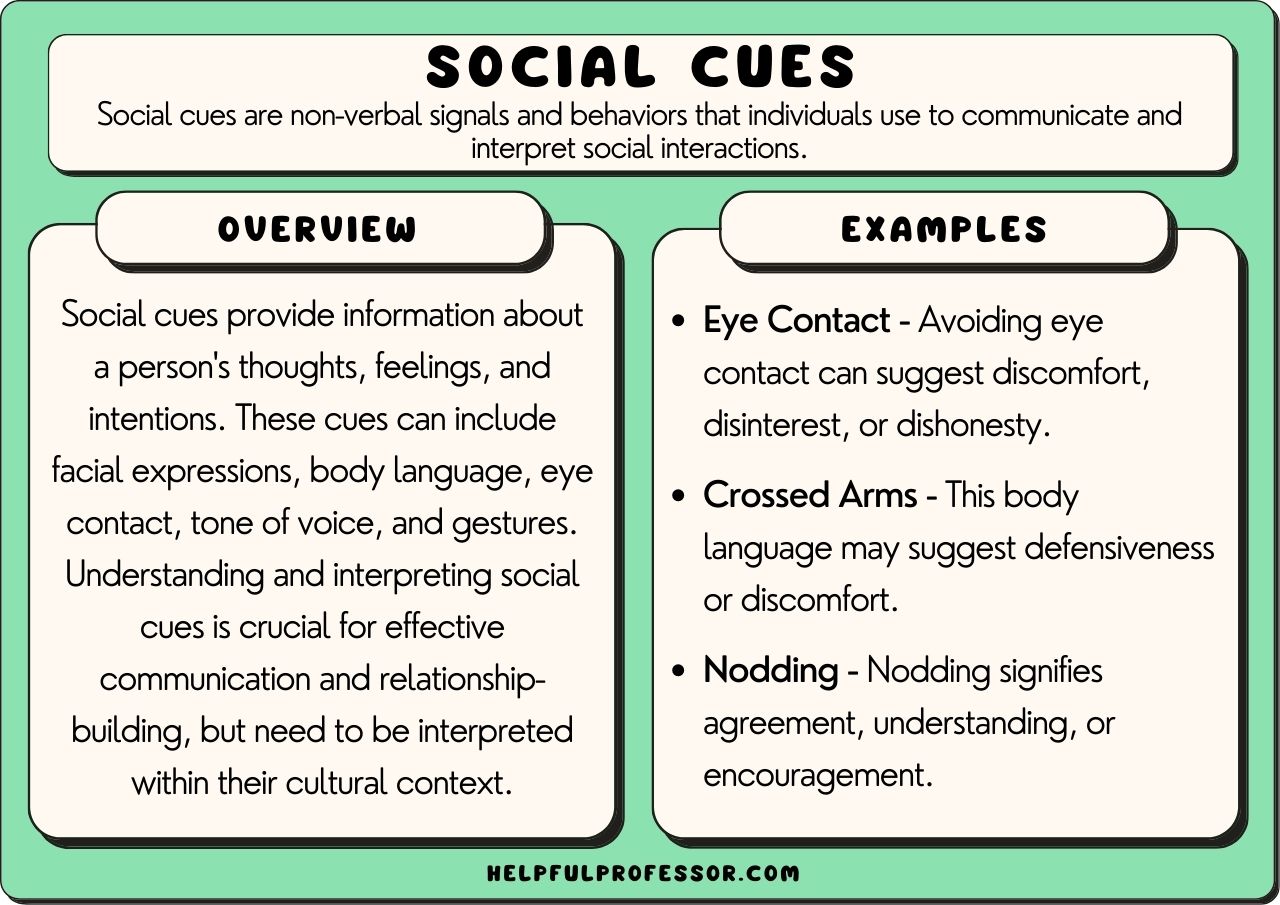 SOCIAL CUES
Social cues are non-verbal signals and behaviors that individuals use to communicate and
interpret social interactions.
OVERVIEW
Social cues provide information about
a person's thoughts, feelings, and
intentions. These cues can include
facial expressions, body language, eye
contact, tone of voice, and gestures.
Understanding and interpreting social
cues is crucial for effective
communication and relationship-
building, but need to be interpreted
within their cultural context.
EXAMPLES
• Eye Contact - Avoiding eye
contact can suggest discomfort,
disinterest, or dishonesty.
• Crossed Arms - This body
language may suggest defensiveness
or discomfort.
• Nodding - Nodding signifies
agreement, understanding, or
encouragement.
HELPFULPROFESSOR.COM